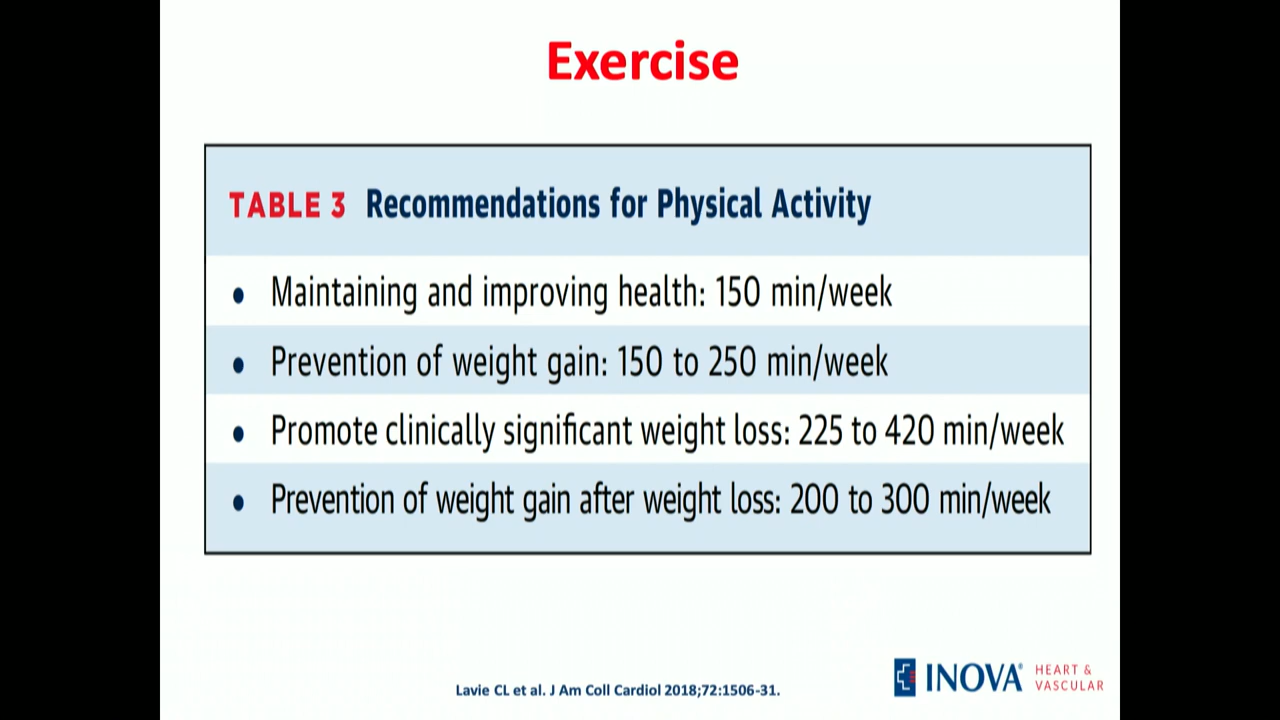 Exercise
TABLE 3 Recommendations for Physical Activity
• Maintaining and improving health: 150 min/week
• Prevention of weight gain: 150 to 250 min/week
• Promote clinically significant weight loss: 225 to 420 min/week
• Prevention of weight gain after weight loss: 200 to 300 min/week
Lavie CL et al. J Am Coll Cardiol 2018;72:1506-31.
INOVA® HEART &
VASCULAR